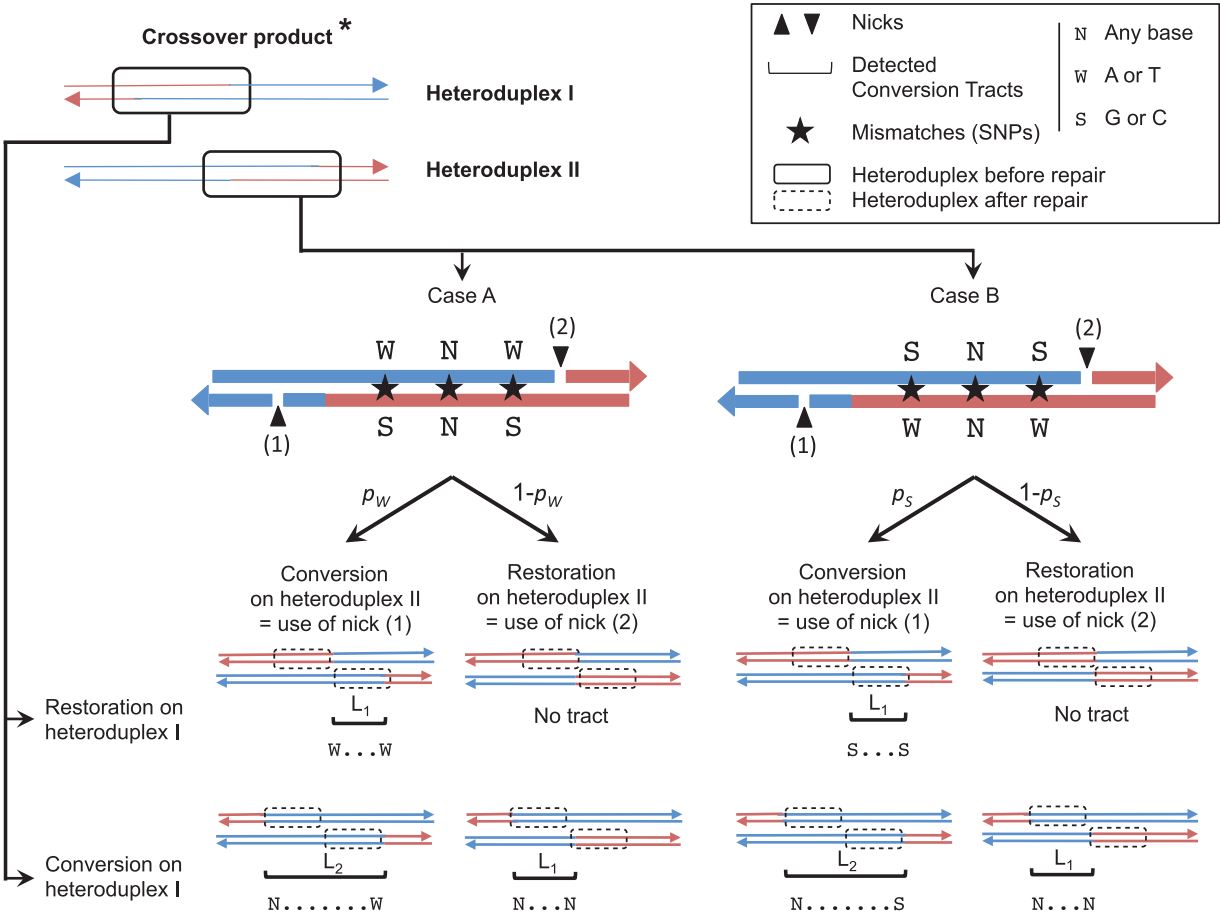 Crossover product *
Heteroduplex I
Heteroduplex II
Nicks
Detected
Conversion Tracts
Mismatches (SNPs)
Heteroduplex before repair
Heteroduplex after repair
N Any base
W A or T
S G or C
Case A
Case B
(2)
W N W
(1)
S N S
(2)
S N S
(1)
W N W
pW
1-pW
pS
1-pS
Conversion
on heteroduplex II
= use of nick (1)
Restoration
on heteroduplex II
= use of nick (2)
Conversion
on heteroduplex II
= use of nick (1)
Restoration
on heteroduplex II
= use of nick (2)
Restoration on
heteroduplex I
L1
W...W
No tract
L1
S...S
No tract
Conversion on
heteroduplex I
L2
N.......W
L1
N...N
L2
N.......S
L1
N...N